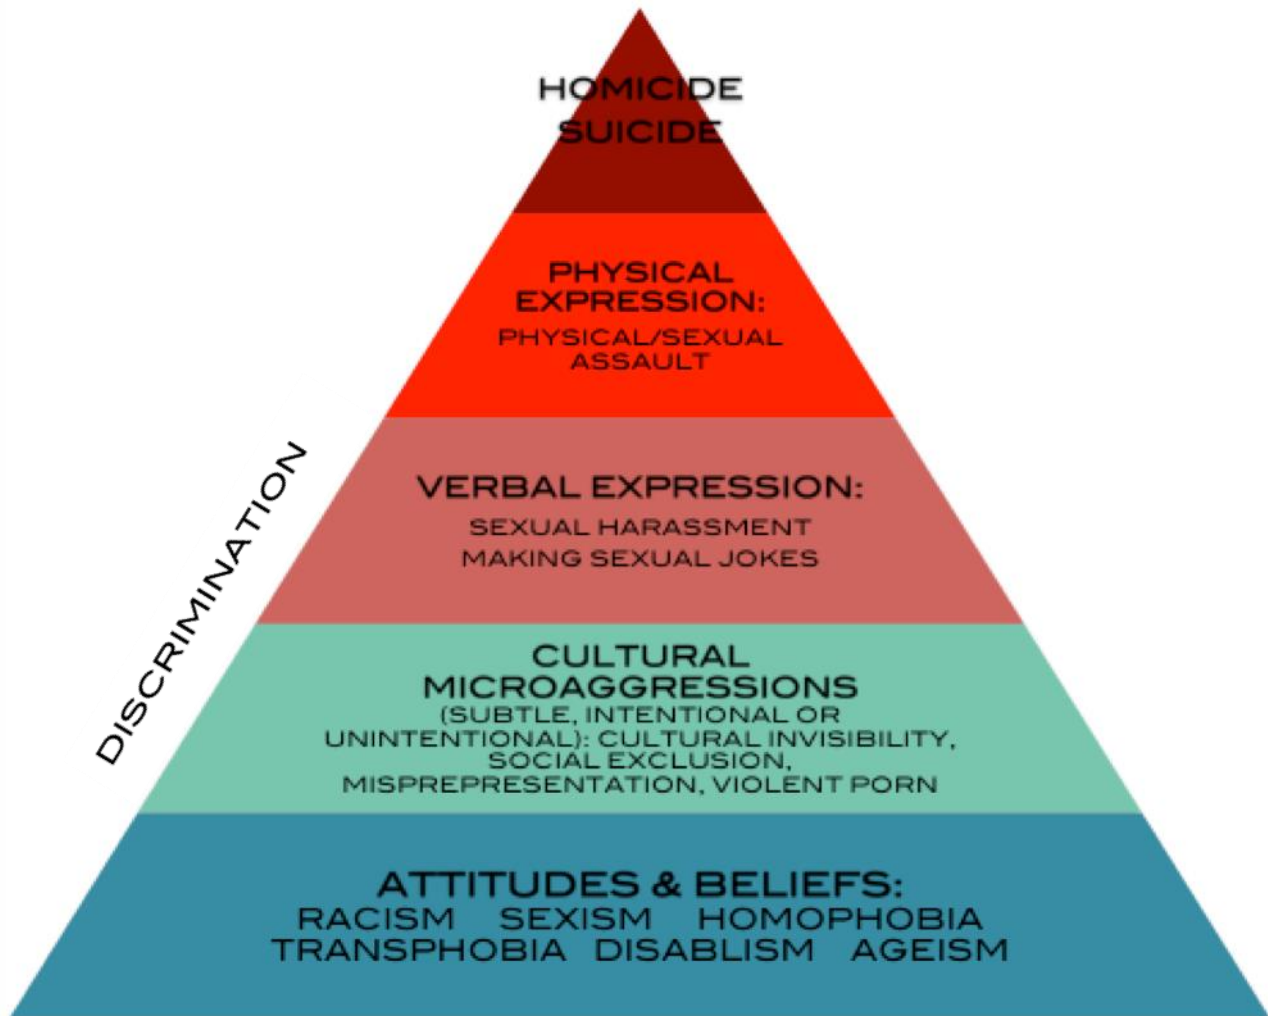 HOMICIDE
SUICIDE
PHYSICAL
EXPRESSION:
PHYSICAL/SEXUAL
ASSAULT
VERBAL EXPRESSION:
SEXUAL HARASSMENT
MAKING SEXUAL JOKES
DISCRIMINATION
CULTURAL
MICROAGGRESSIONS
(SUBTLE, INTENTIONAL OR
UNINTENTIONAL): CULTURAL INVISIBILITY,
SOCIAL EXCLUSION,
MISPREPRESENTATION, VIOLENT PORN
ATTITUDES & BELIEFS:
RACISM SEXISM HOMOPHOBIA
TRANSPHOBIA DISABLISM AGEISM